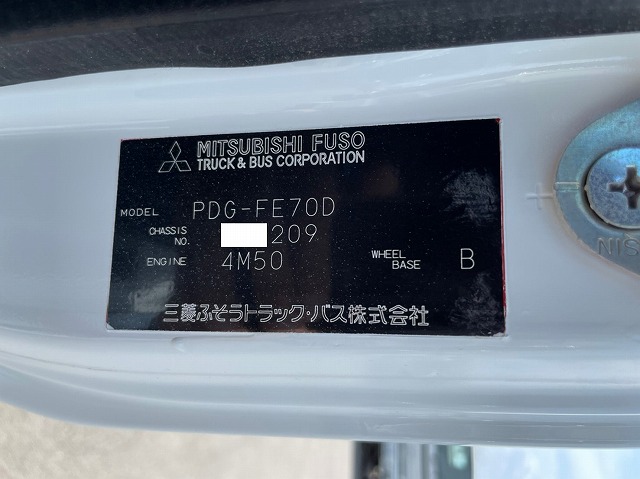 MITSUBISHI FUSO
TRUCK & BUS CORPORATION
MODEL PDG-FE70D
CHASSIS NO. 209
ENGINE 4M50 WHEEL BASE B
三菱ふそうトラック・バス株式会社
NIS